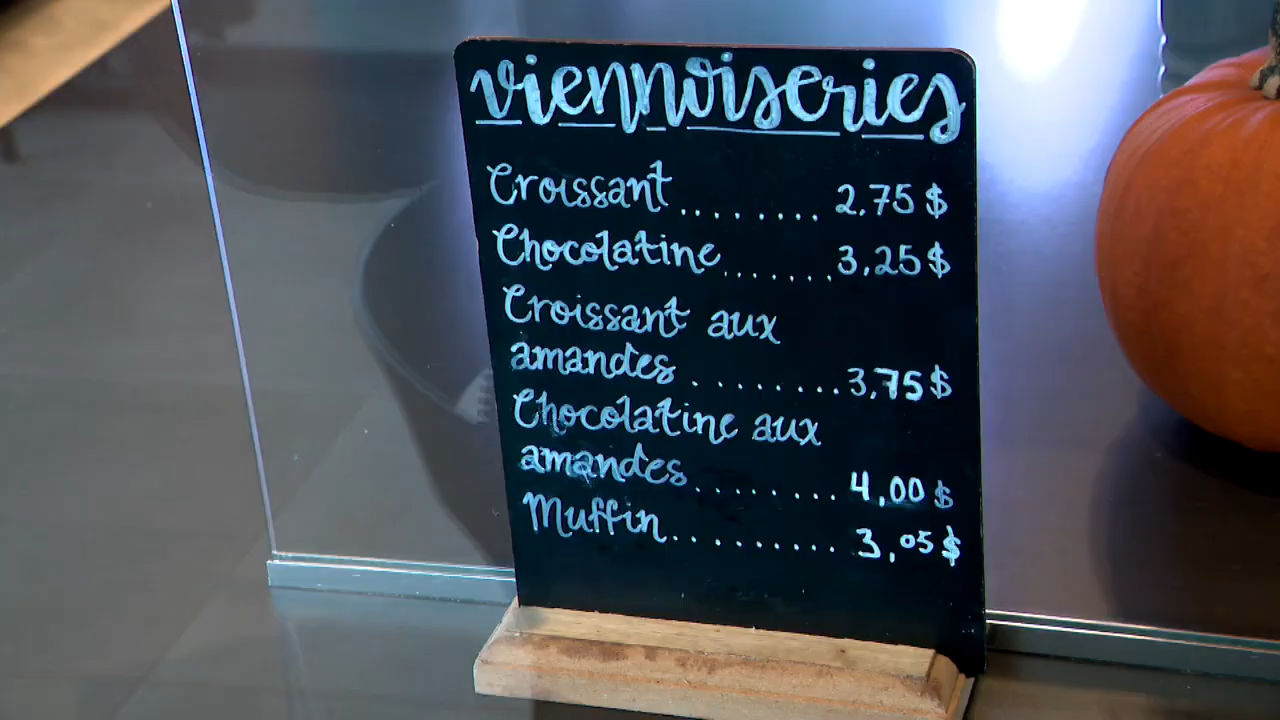 viennoiseries
Croissant ........ 2,75 $
Chocolatine ....... 3,25 $
Croissant aux
amandes ......... 3,75 $
Chocolatine aux
amandes ......... 4,00 $
Muffin .......... 3,05 $